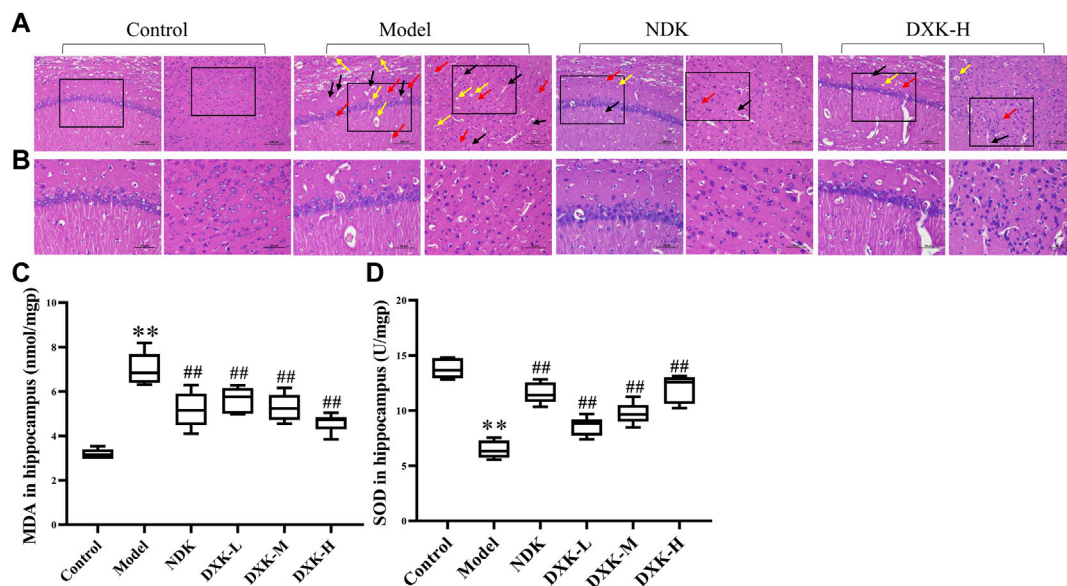 A
Control Model NDK DXK-H
B
C
MDA in hippocampus (nmol/mgp)
10
8
6
4
2
0
**
##
##
##
##
Control Model NDK DXK-L DXK-M DXK-H
D
SOD in hippocampus (U/mgp)
20
15
10
5
0
**
##
##
##
##
Control Model NDK DXK-L DXK-M DXK-H